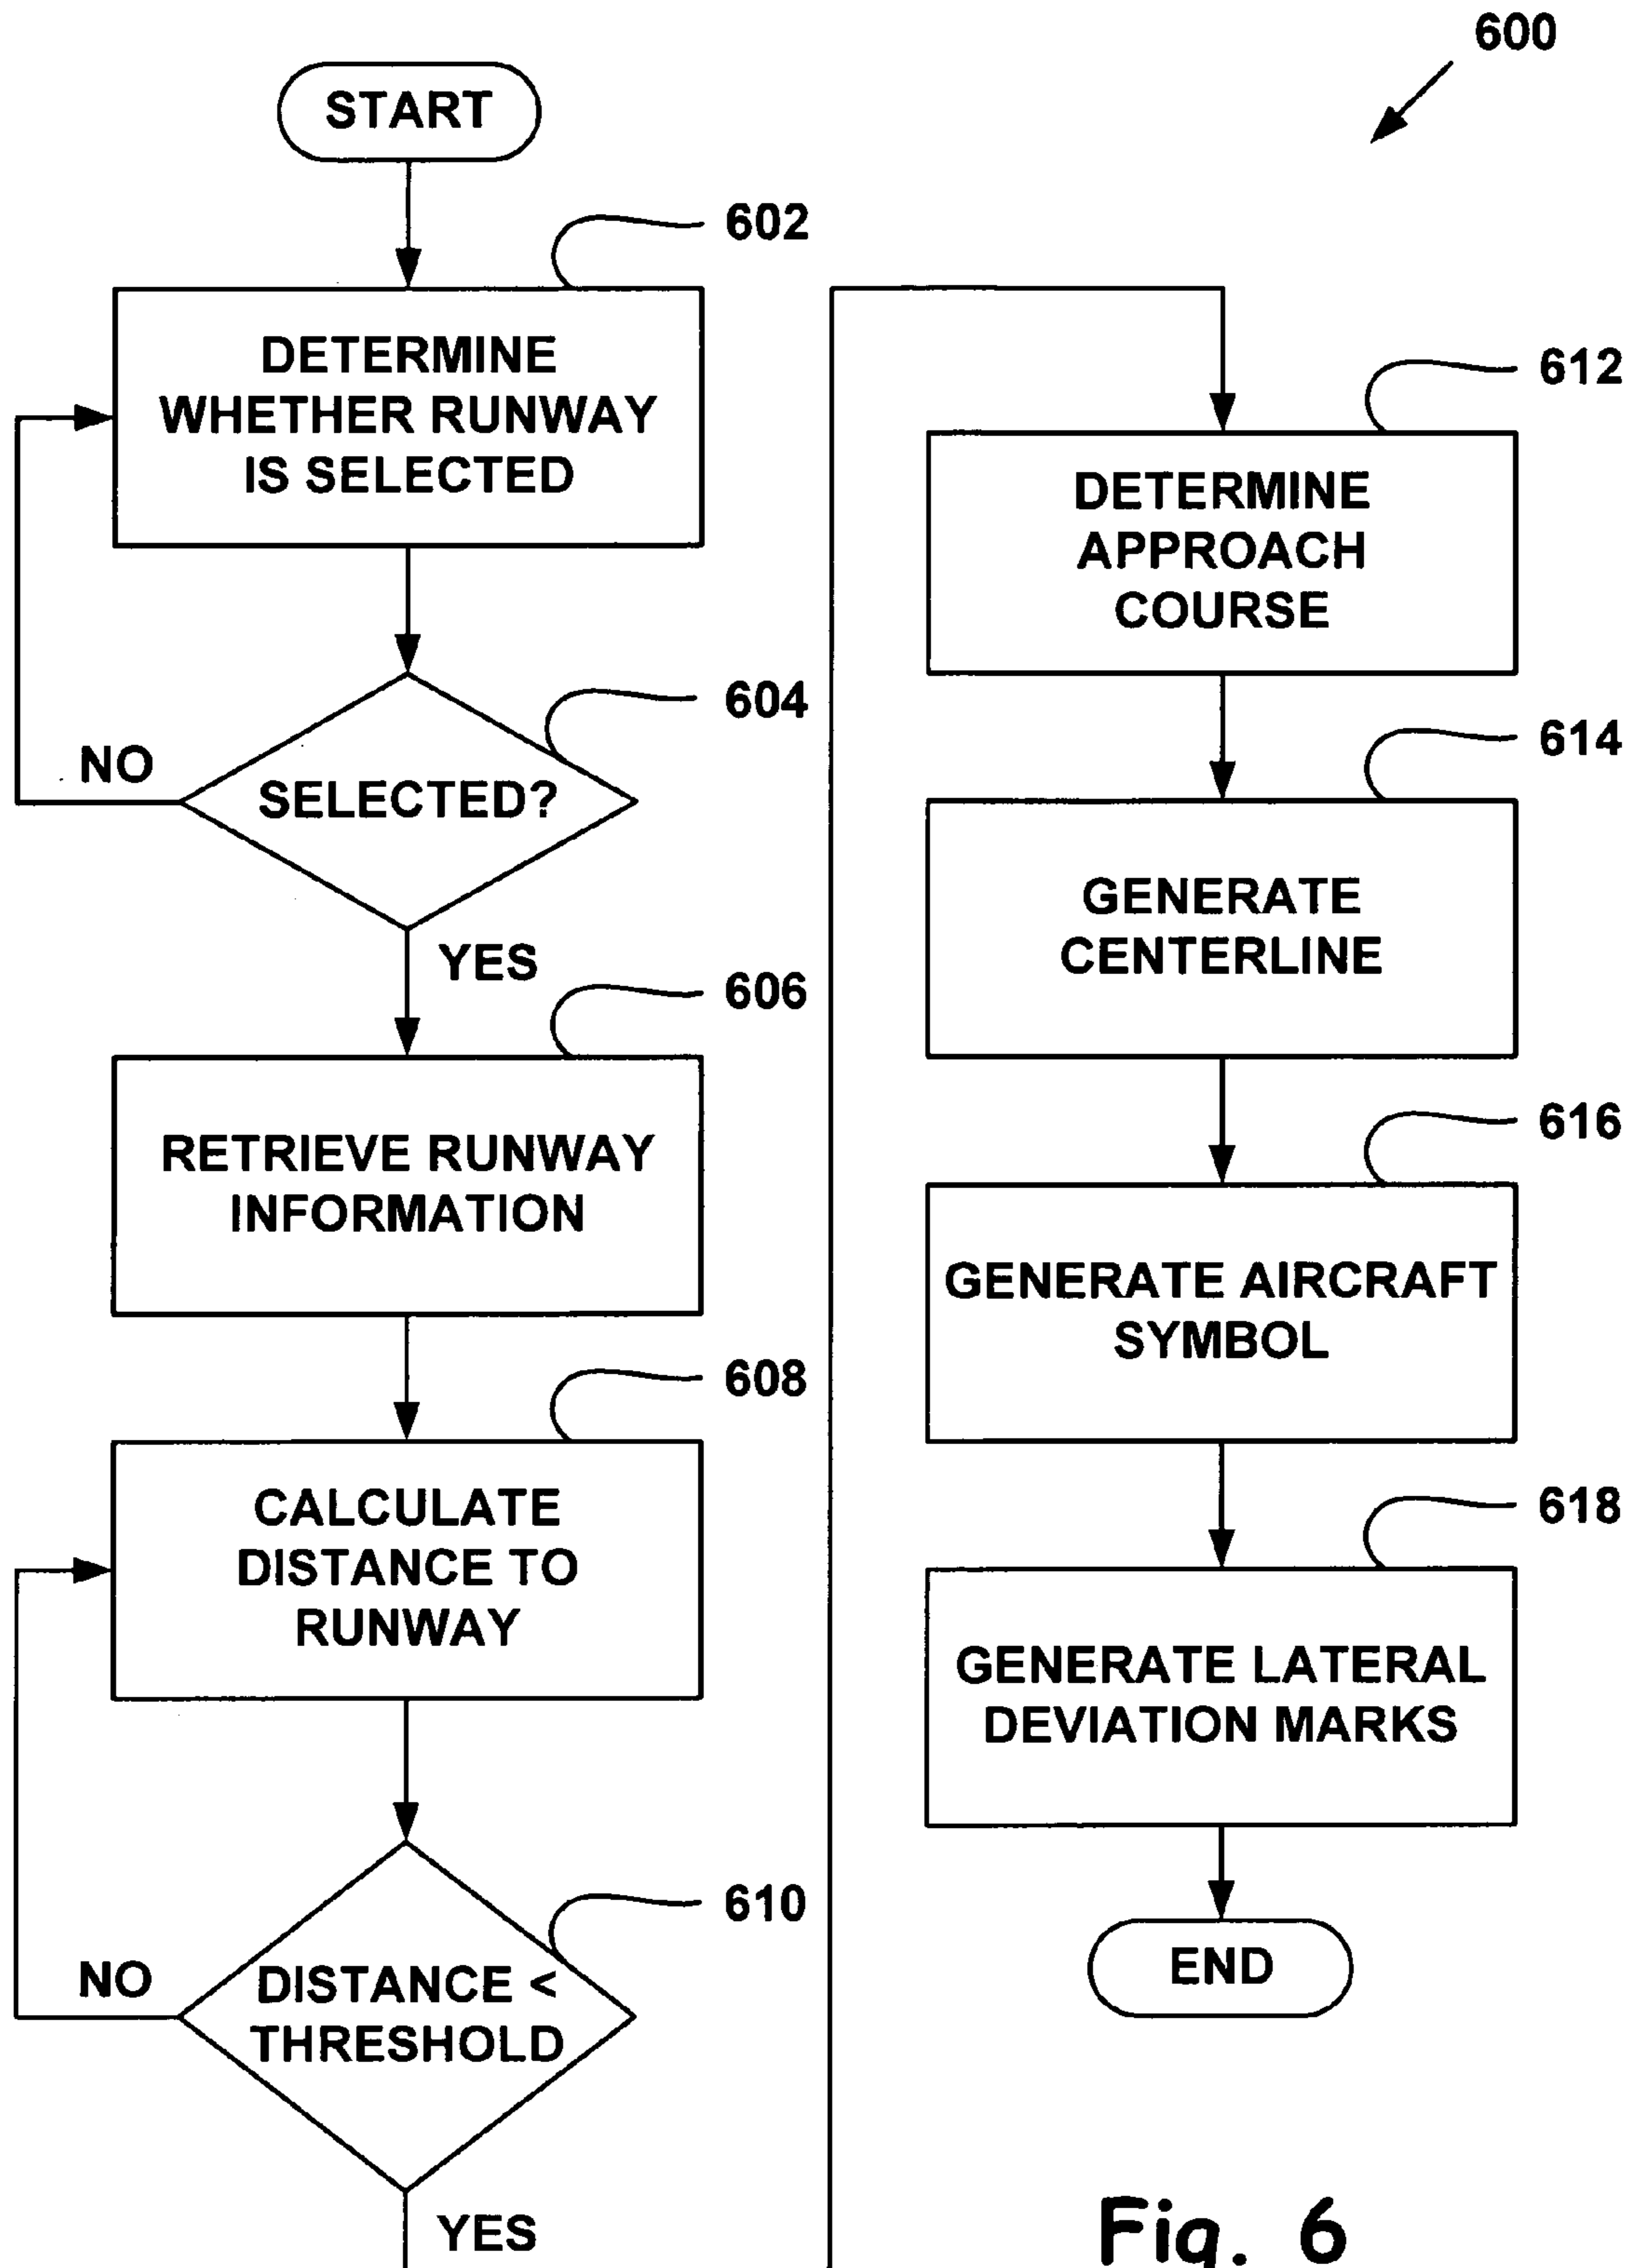 600
START
602
DETERMINE
WHETHER RUNWAY
IS SELECTED
604
SELECTED?
NO
YES
606
RETRIEVE RUNWAY
INFORMATION
608
CALCULATE
DISTANCE TO
RUNWAY
610
DISTANCE <
THRESHOLD
NO
YES
612
DETERMINE
APPROACH
COURSE
614
GENERATE
CENTERLINE
616
GENERATE AIRCRAFT
SYMBOL
618
GENERATE LATERAL
DEVIATION MARKS
END
Fig. 6